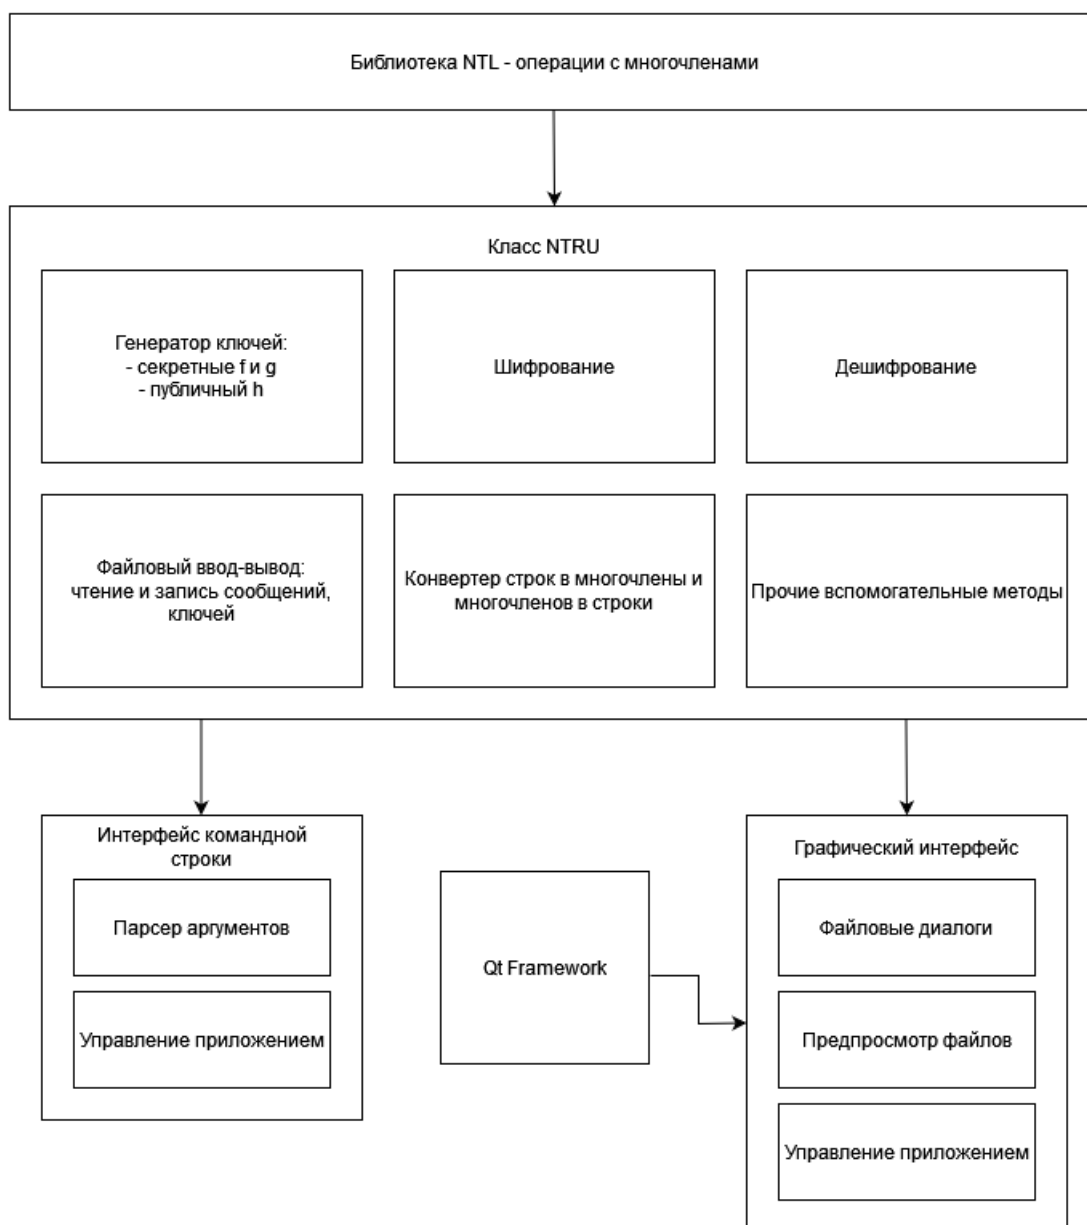 Библиотека NTL - операции с многочленами
Класс NTRU
Генератор ключей:
- секретные f и g
- публичный h
Шифрование
Дешифрование
Файловый ввод-вывод:
чтение и запись сообщений,
ключей
Конвертер строк в многочлены и
многочленов в строки
Прочие вспомогательные методы
Интерфейс командной
строки
Парсер аргументов
Управление приложением
Qt Framework
Графический интерфейс
Файловые диалоги
Предпросмотр файлов
Управление приложением